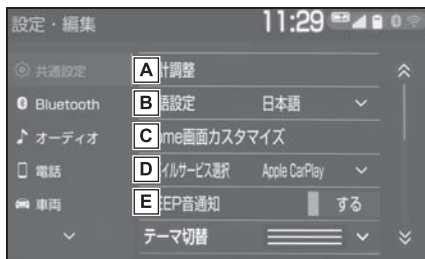 設定・編集 11:29
共通設定
A 計調整
Bluetooth
B 語設定 日本語
オーディオ
C ome画面カスタマイズ
電話
D イルサービス選択 Apple CarPlay
車両
E EEP音通知 する
テーマ切替